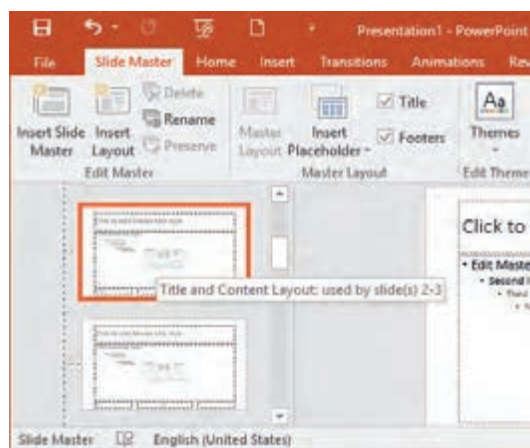 Presentation1 - PowerPoint
File Slide Master Home Insert Transitions Animations Rev
Insert Slide Master
Insert Layout
Delete
Rename
Preserve
Master Layout
Insert Placeholder
Title
Footers
Aa
Themes
Edit Master Master Layout Edit Theme
Click to
• Edit Maste
• Second
Title and Content Layout: used by slide(s) 2-3
Slide Master English (United States)